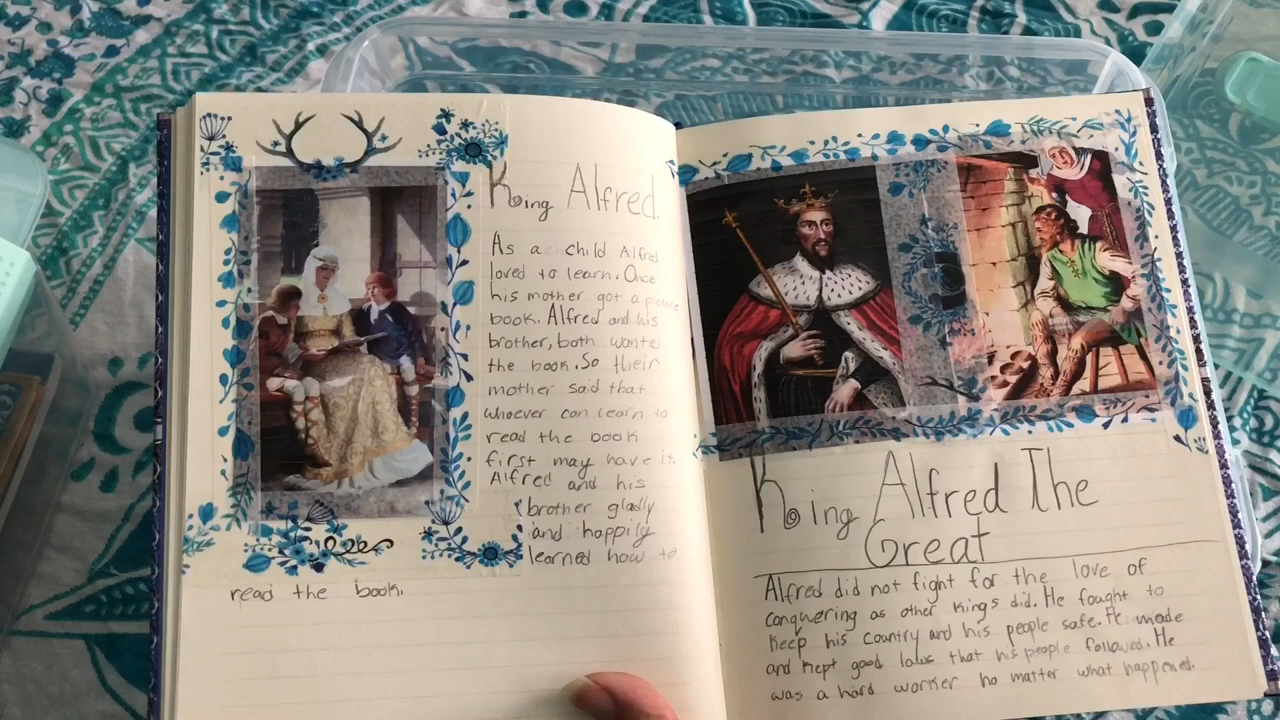 King Alfred.
As a child Alfred
loved to learn. Once
his mother got a picture
book. Alfred and his
brother, both wanted
the book. So their
mother said that
whoever can learn to
read the book
first may have it.
Alfred and his
brother gladly
and happily
learned how to
read the book.
King Alfred The
Great
Alfred did not fight for the love of
conquering as other kings did. He fought to
keep his country and his people safe. He made
and kept good laws that his people followed. He
was a hard worker no matter what happened.